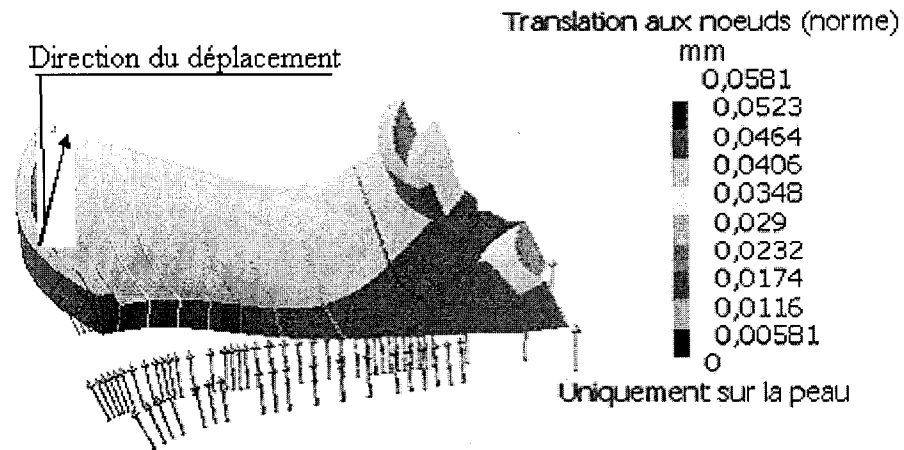 Translation aux noeuds (norme)
mm
Direction du déplacement
0,0581
0,0523
0,0464
0,0406
0,0348
0,029
0,0232
0,0174
0,0116
0,00581
0
Uniquement sur la peau